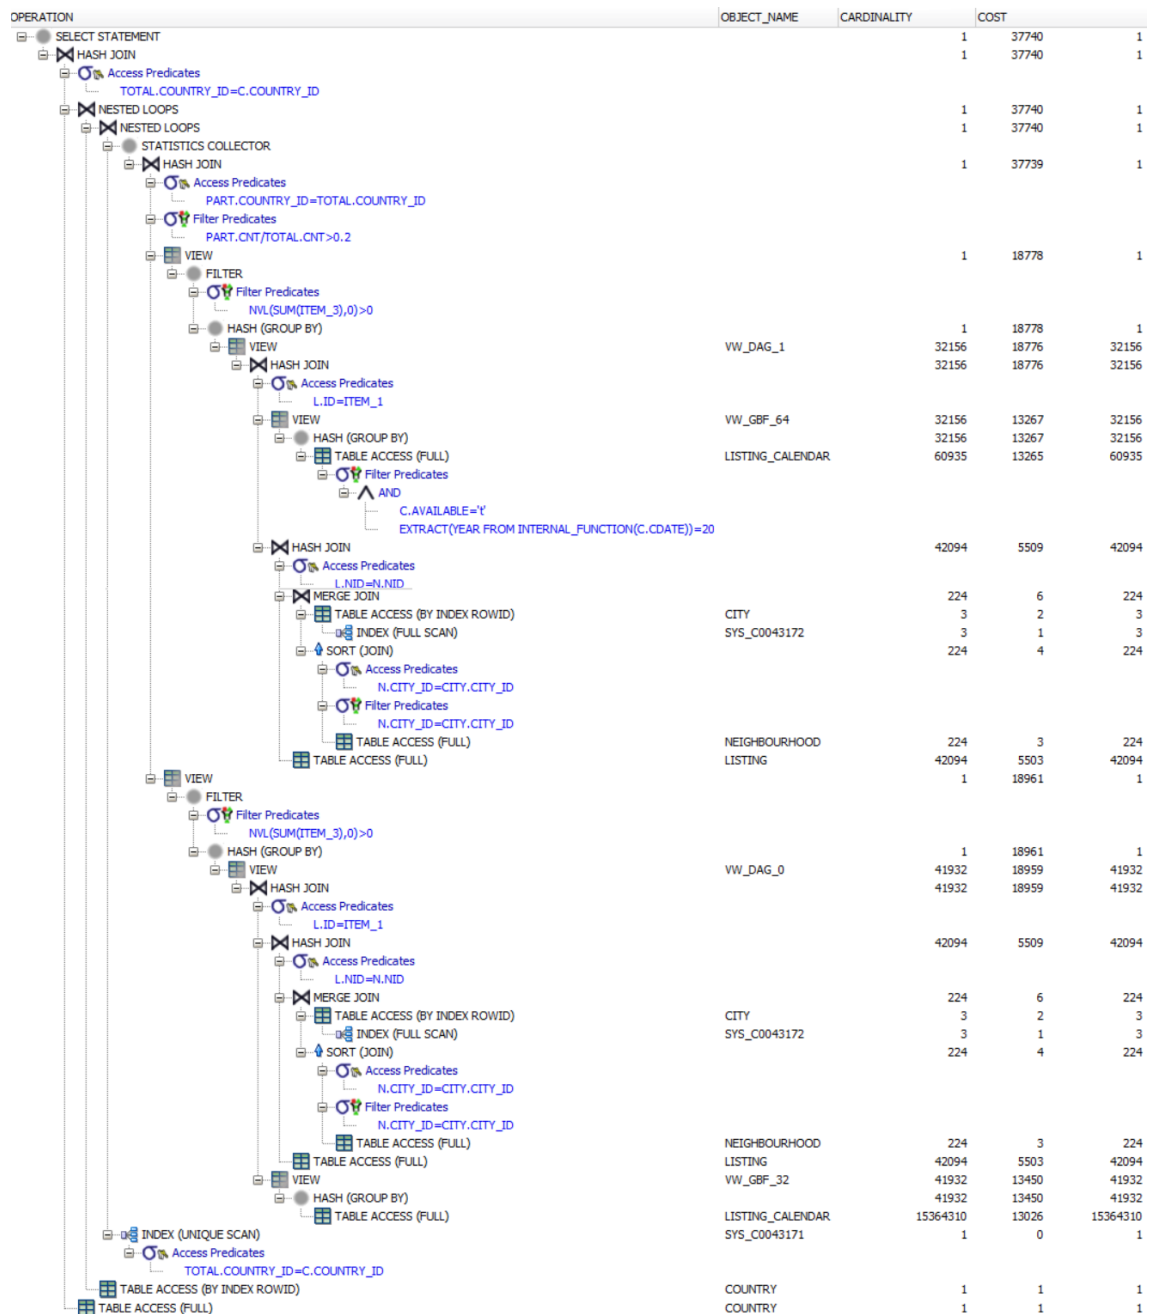 OPERATION OBJECT_NAME CARDINALITY COST
SELECT STATEMENT 1 37740 1
HASH JOIN 1 37740 1
Access Predicates
TOTAL.COUNTRY_ID=C.COUNTRY_ID
NESTED LOOPS 1 37740 1
NESTED LOOPS 1 37740 1
STATISTICS COLLECTOR
HASH JOIN 1 37739 1
Access Predicates
PART.COUNTRY_ID=TOTAL.COUNTRY_ID
Filter Predicates
PART.CNT/TOTAL.CNT>0.2
VIEW 1 18778 1
FILTER
Filter Predicates
NVL(SUM(ITEM_3),0)>0
HASH (GROUP BY) 1 18778 1
VIEW VW_DAG_1 32156 18776 32156
HASH JOIN 32156 18776 32156
Access Predicates
L.ID=ITEM_1
VIEW VW_GBF_64 32156 13267 32156
HASH (GROUP BY) 32156 13267 32156
TABLE ACCESS (FULL) LISTING_CALENDAR 60935 13265 60935
Filter Predicates
AND
C.AVAILABLE='t'
EXTRACT(YEAR FROM INTERNAL_FUNCTION(C.CDATE))=20
HASH JOIN 42094 5509 42094
Access Predicates
L.NID=N.NID
MERGE JOIN 224 6 224
TABLE ACCESS (BY INDEX ROWID) CITY 3 2 3
INDEX (FULL SCAN) SYS_C0043172 3 1 3
SORT (JOIN) 224 4 224
Access Predicates
N.CITY_ID=CITY.CITY_ID
Filter Predicates
N.CITY_ID=CITY.CITY_ID
TABLE ACCESS (FULL) NEIGHBOURHOOD 224 3 224
TABLE ACCESS (FULL) LISTING 42094 5503 42094
VIEW 1 18961 1
FILTER
Filter Predicates
NVL(SUM(ITEM_3),0)>0
HASH (GROUP BY) 1 18961 1
VIEW VW_DAG_0 41932 18959 41932
HASH JOIN 41932 18959 41932
Access Predicates
L.ID=ITEM_1
HASH JOIN 42094 5509 42094
Access Predicates
L.NID=N.NID
MERGE JOIN 224 6 224
TABLE ACCESS (BY INDEX ROWID) CITY 3 2 3
INDEX (FULL SCAN) SYS_C0043172 3 1 3
SORT (JOIN) 224 4 224
Access Predicates
N.CITY_ID=CITY.CITY_ID
Filter Predicates
N.CITY_ID=CITY.CITY_ID
TABLE ACCESS (FULL) NEIGHBOURHOOD 224 3 224
TABLE ACCESS (FULL) LISTING 42094 5503 42094
VIEW VW_GBF_32 41932 13450 41932
HASH (GROUP BY) 41932 13450 41932
TABLE ACCESS (FULL) LISTING_CALENDAR 15364310 13026 15364310
INDEX (UNIQUE SCAN) SYS_C0043171 1 0 1
Access Predicates
TOTAL.COUNTRY_ID=C.COUNTRY_ID
TABLE ACCESS (BY INDEX ROWID) COUNTRY 1 1 1
TABLE ACCESS (FULL) COUNTRY 1 1 1